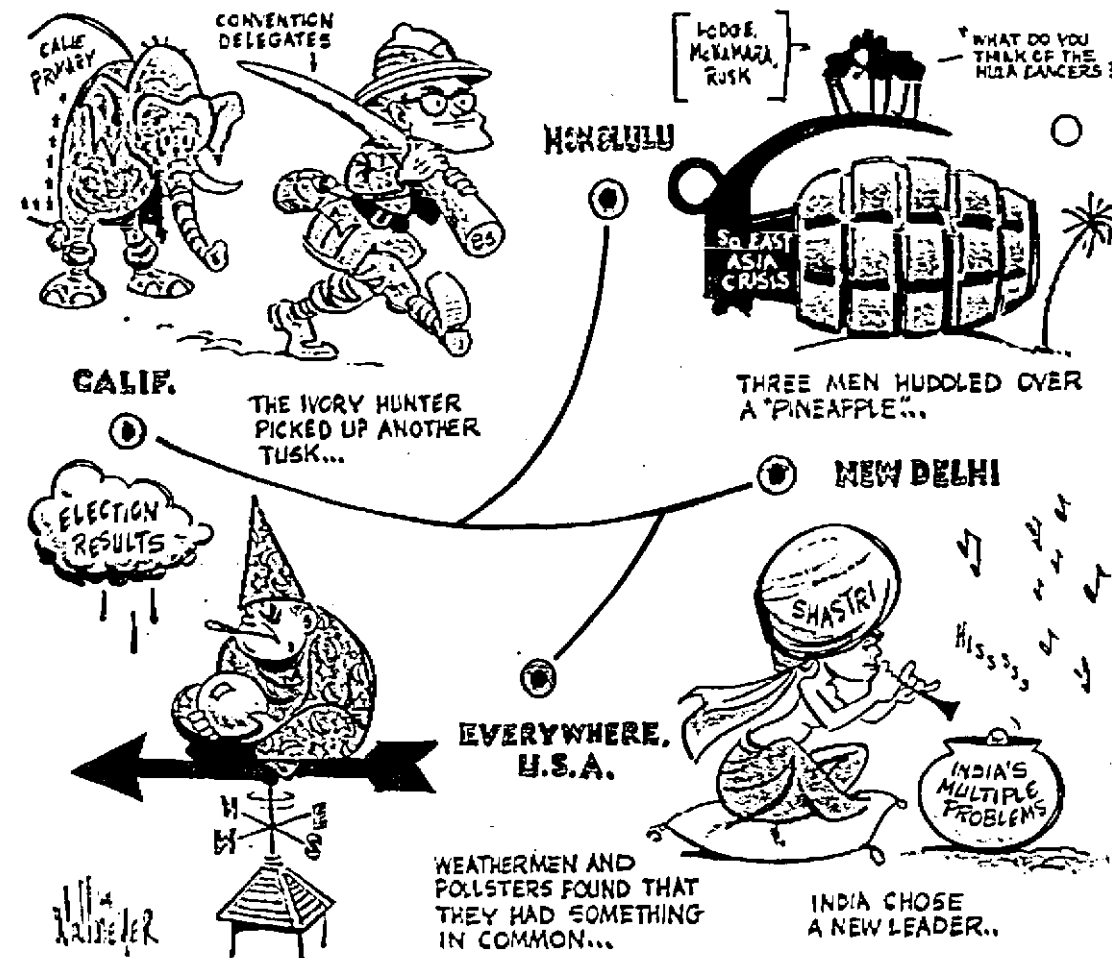 CALIF.
PRIMARY
CONVENTION
DELEGATES
CALIF.
THE IVORY HUNTER
PICKED UP ANOTHER
TUSK...
HONOLULU
LODGE,
McNAMARA,
RUSK
"WHAT DO YOU
THINK OF THE
HULA DANCERS?
SO. EAST
ASIA
CRISIS
THREE MEN HUDDLED OVER
A "PINEAPPLE"...
NEW DELHI
SHASTRI
HISSSSS
INDIA'S
MULTIPLE
PROBLEMS
INDIA CHOSE
A NEW LEADER..
ELECTION
RESULTS
EVERYWHERE,
U.S.A.
N
E
W
S
WEATHERMEN AND
POLLSTERS FOUND THAT
THEY HAD SOMETHING
IN COMMON...